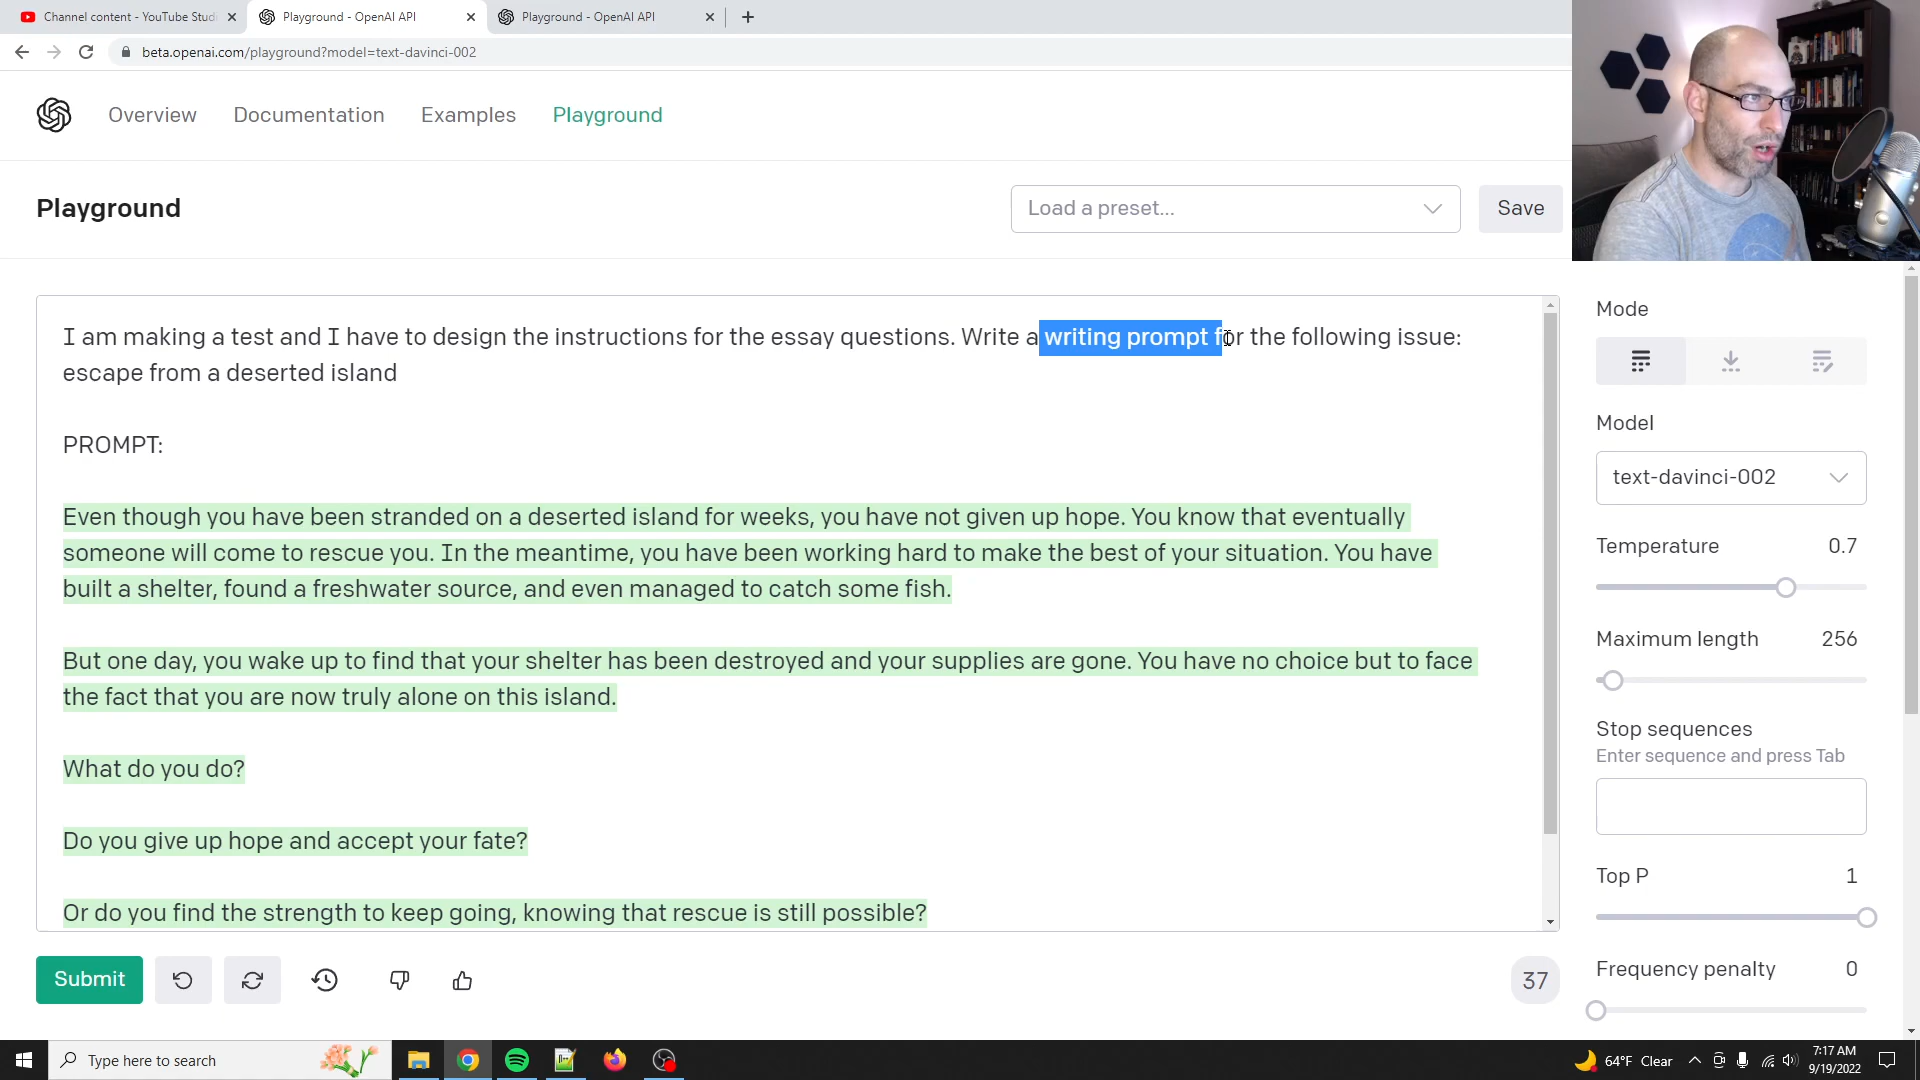 Channel content - YouTube Studi
Playground - OpenAI API
Playground - OpenAI API
beta.openai.com/playground?model=text-davinci-002
Overview
Documentation
Examples
Playground
Playground
Load a preset...
Save
I am making a test and I have to design the instructions for the essay questions. Write a writing prompt for the following issue:
escape from a deserted island
PROMPT:
Even though you have been stranded on a deserted island for weeks, you have not given up hope. You know that eventually
someone will come to rescue you. In the meantime, you have been working hard to make the best of your situation. You have
built a shelter, found a freshwater source, and even managed to catch some fish.
But one day, you wake up to find that your shelter has been destroyed and your supplies are gone. You have no choice but to face
the fact that you are now truly alone on this island.
What do you do?
Do you give up hope and accept your fate?
Or do you find the strength to keep going, knowing that rescue is still possible?
Submit
37
Mode
Model
text-davinci-002
Temperature 0.7
Maximum length 256
Stop sequences
Enter sequence and press Tab
Top P 1
Frequency penalty 0
Type here to search
64°F Clear
7:17 AM
9/19/2022